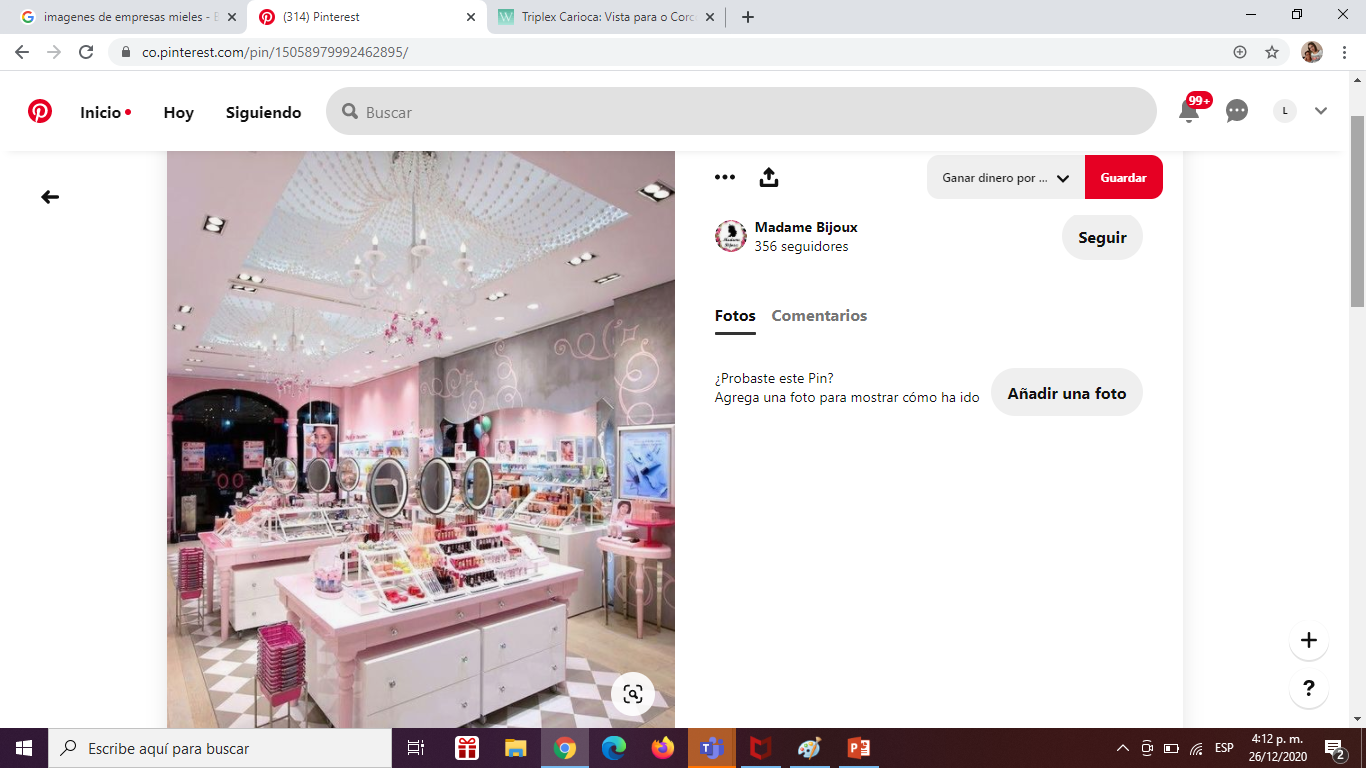 imagenes de empresas mieles - B
(314) Pinterest
Triplex Carioca: Vista para o Corc
co.pinterest.com/pin/15058979992462895/
Inicio
Hoy
Siguiendo
Buscar
99+
L
Ganar dinero por ...
Guardar
Madame Bijoux
356 seguidores
Seguir
Fotos
Comentarios
¿Probaste este Pin?
Agrega una foto para mostrar cómo ha ido
Añadir una foto
Escribe aquí para buscar
ESP
4:12 p. m.
26/12/2020
2